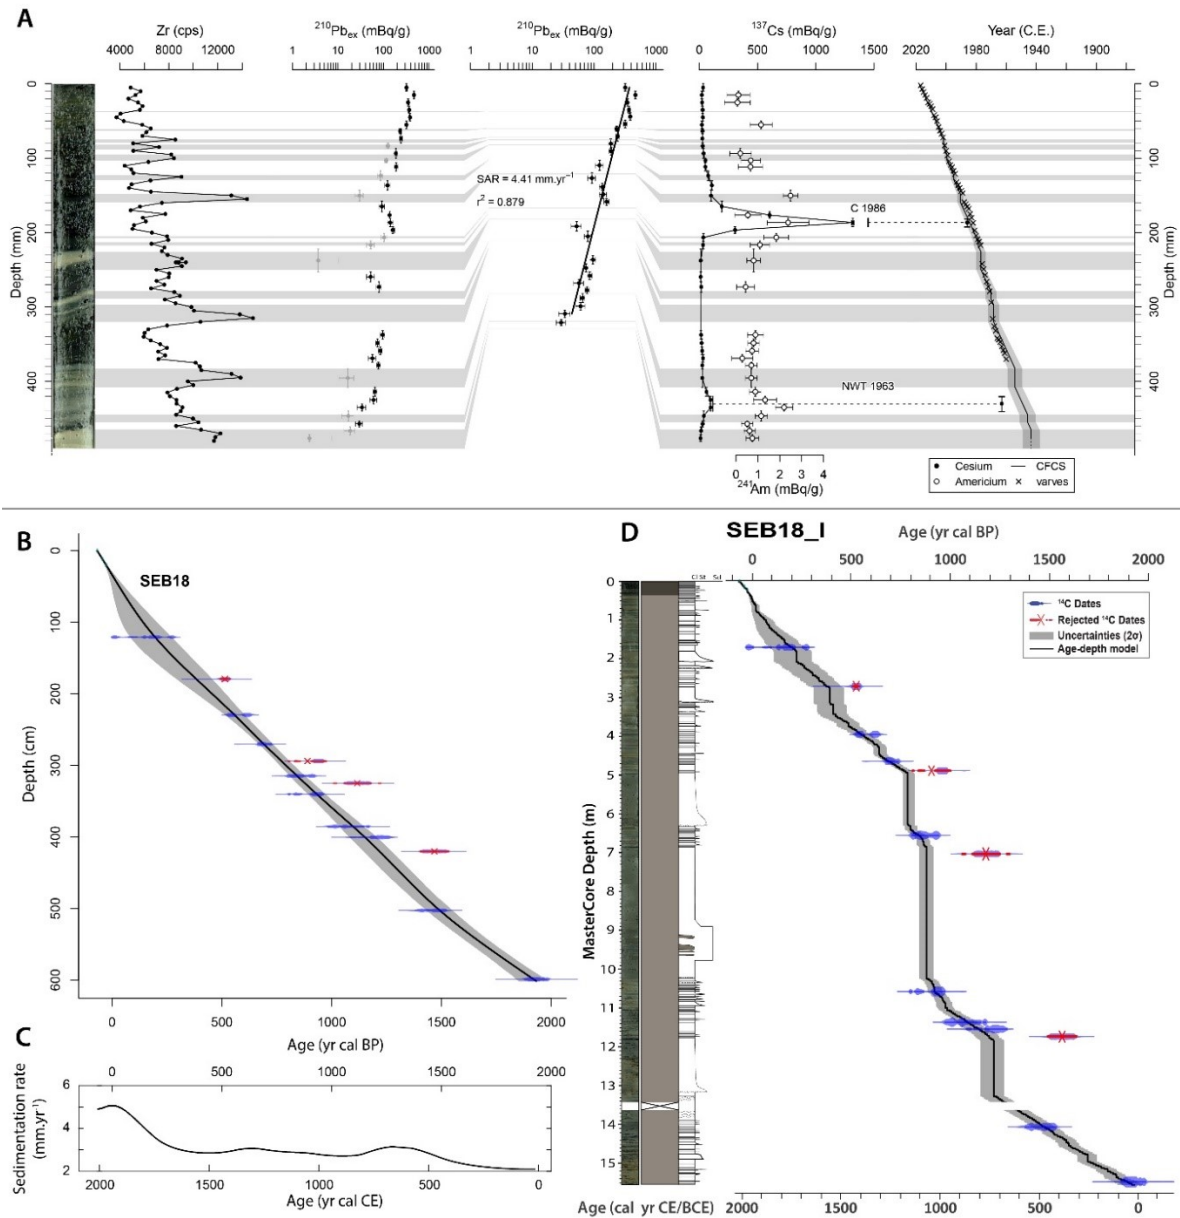 A
Zr (cps)
4000 8000 12000
²¹⁰Pbₑₓ (mBq/g)
1 10 100 1000
²¹⁰Pbₑₓ (mBq/g)
1 10 100 1000
¹³⁷Cs (mBq/g)
0 500 1000 1500
Year (C.E.)
2020 1980 1940 1900
Depth (mm)
0
100
200
300
400
SAR = 4.41 mm.yr⁻¹
r² = 0.879
C 1986
NWT 1963
Depth (mm)
0
100
200
300
400
0 1 2 3 4
²⁴¹Am (mBq/g)
Cesium
CFCS
Americium
varves
B
SEB18
Depth (cm)
0
100
200
300
400
500
600
0 500 1000 1500 2000
Age (yr cal BP)
C
0 500 1000 1500
Sedimentation rate
(mm.yr⁻¹)
6
4
2
2000 1500 1000 500 0
Age (yr cal CE)
D
SEB18_I
Age (yr cal BP)
0 500 1000 1500 2000
¹⁴C Dates
Rejected ¹⁴C Dates
Uncertainties (2σ)
Age-depth model
MasterCore Depth (m)
0
1
2
3
4
5
6
7
8
9
10
11
12
13
14
15
Age (cal yr CE/BCE)
2000 1500 1000 500 0